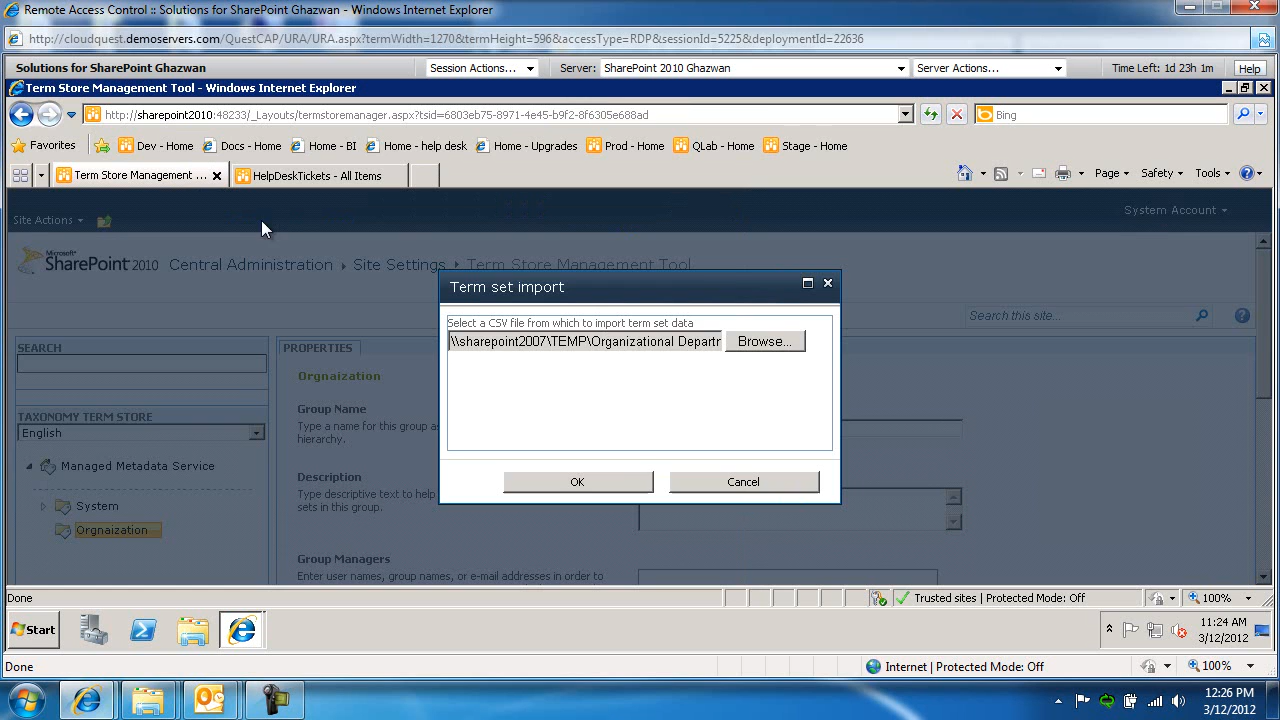 Remote Access Control :: Solutions for SharePoint Ghazwan - Windows Internet Explorer
http://cloudquest.demoservers.com/QuestCAP/URA/URA.aspx?termWidth=1270&termHeight=596&accessType=RDP&sessionId=5225&deploymentId=22636
Solutions for SharePoint Ghazwan
Session Actions...
Server:
SharePoint 2010 Ghazwan
Server Actions...
Time Left: 1d 23h 1m
Help
Term Store Management Tool - Windows Internet Explorer
http://sharepoint2010:48233/_Layouts/termstoremanager.aspx?tsid=6803eb75-8971-4e45-b9f2-8f6305e688ad
Bing
Favorites
Dev - Home
Docs - Home
Home - BI
Home - help desk
Home - Upgrades
Prod - Home
QLab - Home
Stage - Home
Term Store Management ...
HelpDeskTickets - All Items
Page
Safety
Tools
Site Actions
System Account
Microsoft
SharePoint 2010
Central Administration
Site Settings
Term Store Management Tool
Term set import
Search this site...
Select a CSV file from which to import term set data
\\sharepoint2007\TEMP\Organizational Departr
Browse...
SEARCH
PROPERTIES
Orgnaization
Group Name
Type a name for this group as
hierarchy.
TAXONOMY TERM STORE
English
Managed Metadata Service
System
Orgnaization
Description
Type descriptive text to help
sets in this group.
OK
Cancel
Group Managers
Enter user names, group names, or e-mail addresses in order to
Done
Trusted sites | Protected Mode: Off
100%
Start
11:24 AM
3/12/2012
Done
Internet | Protected Mode: Off
100%
12:26 PM
3/12/2012